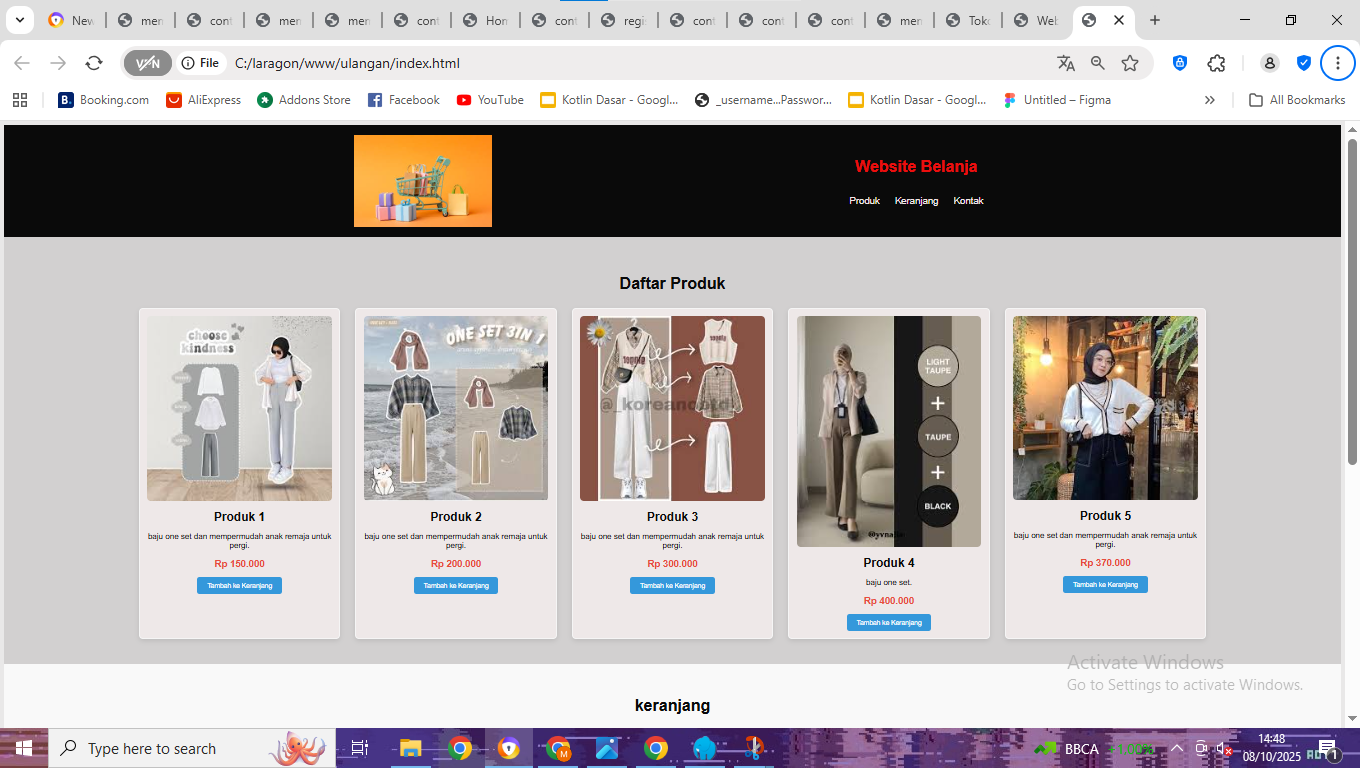 New
men
cont
men
men
cont
Hon
cont
regi
cont
cont
cont
men
Tok
Web
VPN
File
C:/laragon/www/ulangan/index.html
Booking.com
AliExpress
Addons Store
Facebook
YouTube
Kotlin Dasar - Googl...
_username...Passwor...
Kotlin Dasar - Googl...
Untitled – Figma
All Bookmarks
Website Belanja
Produk Keranjang Kontak
Daftar Produk
choose
kindness
ONE SET 3IN 1
@_koreanootd
LIGHT
TAUPE
+
TAUPE
+
BLACK
Produk 1
baju one set dan mempermudah anak remaja untuk
pergi.
Rp 150.000
Tambah ke Keranjang
Produk 2
baju one set dan mempermudah anak remaja untuk
pergi.
Rp 200.000
Tambah ke Keranjang
Produk 3
baju one set dan mempermudah anak remaja untuk
pergi.
Rp 300.000
Tambah ke Keranjang
Produk 4
baju one set.
Rp 400.000
Tambah ke Keranjang
Produk 5
baju one set dan mempermudah anak remaja untuk
pergi.
Rp 370.000
Tambah ke Keranjang
Activate Windows
Go to Settings to activate Windows.
keranjang
Type here to search
M
BBCA
14:48
08/10/2025
1